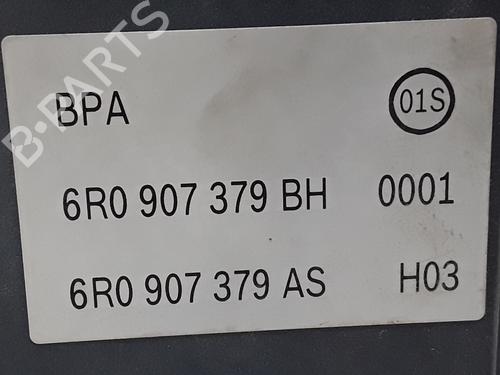 B-PARTS
BPA 01S
6R0 907 379 BH 0001
6R0 907 379 AS H03